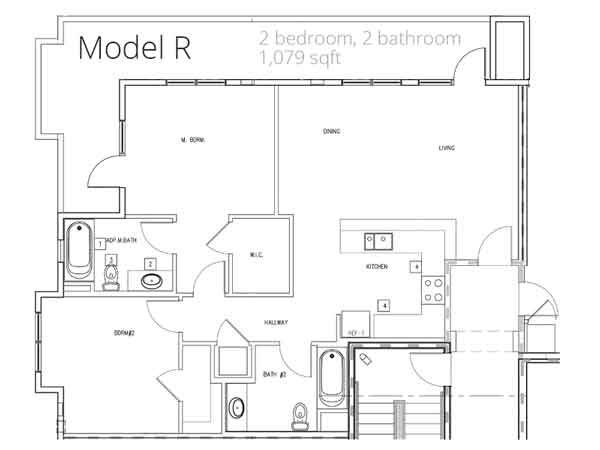 Model R
2 bedroom, 2 bathroom
1,079 sqft
M. BDRM.
DINING
LIVING
ADP.M.BATH
1
3
2
W.I.C.
KITCHEN
4
4
HALLWAY
REF-1
BDRM#2
BATH #2